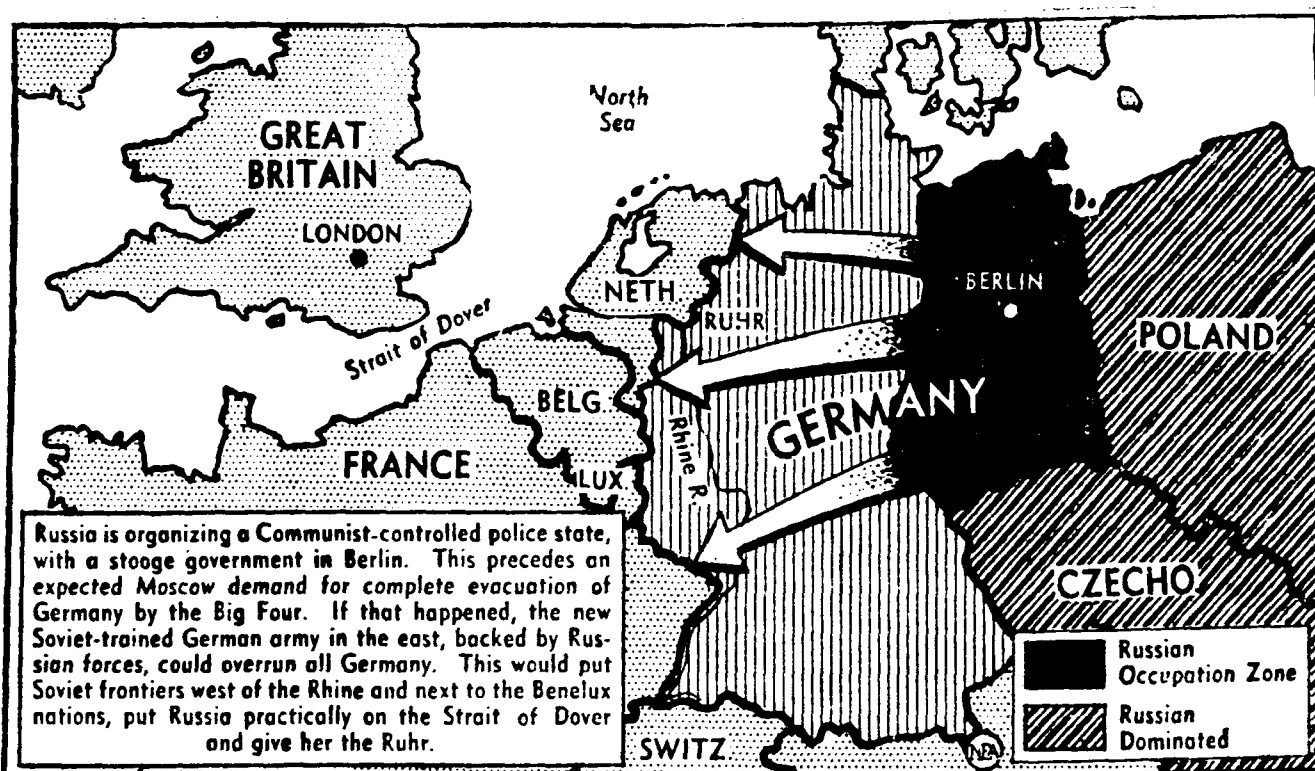 North
Sea
GREAT
BRITAIN
LONDON
NETH
RUHR
BERLIN
Strait of Dover
POLAND
BELG.
GERMANY
Rhine R.
FRANCE
LUX.
CZECHO.
Russia is organizing a Communist-controlled police state,
with a stooge government in Berlin. This precedes an
expected Moscow demand for complete evacuation of
Germany by the Big Four. If that happened, the new
Soviet-trained German army in the east, backed by Rus-
sian forces, could overrun all Germany. This would put
Soviet frontiers west of the Rhine and next to the Benelux
nations, put Russia practically on the Strait of Dover
and give her the Ruhr.
Russian
Occupation Zone
Russian
Dominated
SWITZ.
NEA